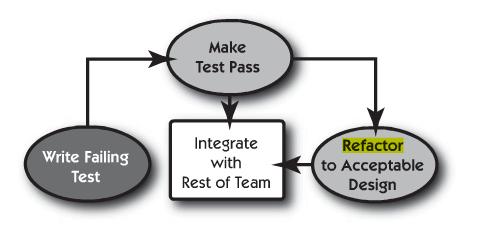 Make
Test Pass
Write Failing
Test
Integrate
with
Rest of Team
Refactor
to Acceptable
Design